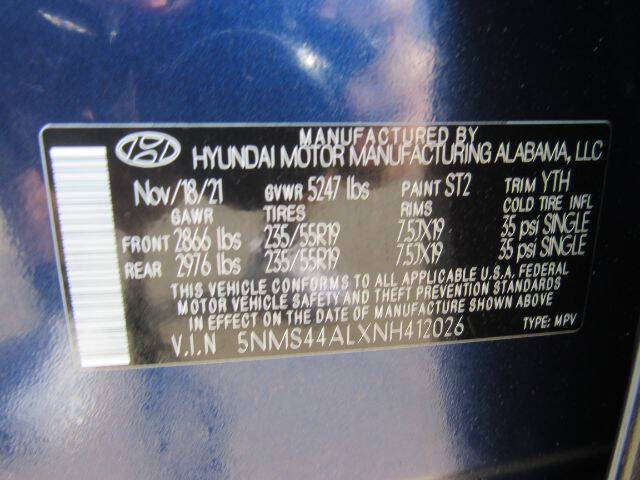 MANUFACTURED BY
HYUNDAI MOTOR MANUFACTURING ALABAMA, LLC
Nov/18/21 GVWR 5247 lbs PAINT ST2 TRIM YTH
GAWR TIRES RIMS COLD TIRE INFL
FRONT 2866 lbs 235/55R19 7.5JX19 35 psi SINGLE
REAR 2976 lbs 235/55R19 7.5JX19 35 psi SINGLE
THIS VEHICLE CONFORMS TO ALL APPLICABLE U.S.A. FEDERAL
MOTOR VEHICLE SAFETY AND THEFT PREVENTION STANDARDS
IN EFFECT ON THE DATE OF MANUFACTURE SHOWN ABOVE
V.I.N 5NMS44ALXNH412026 TYPE: MPV